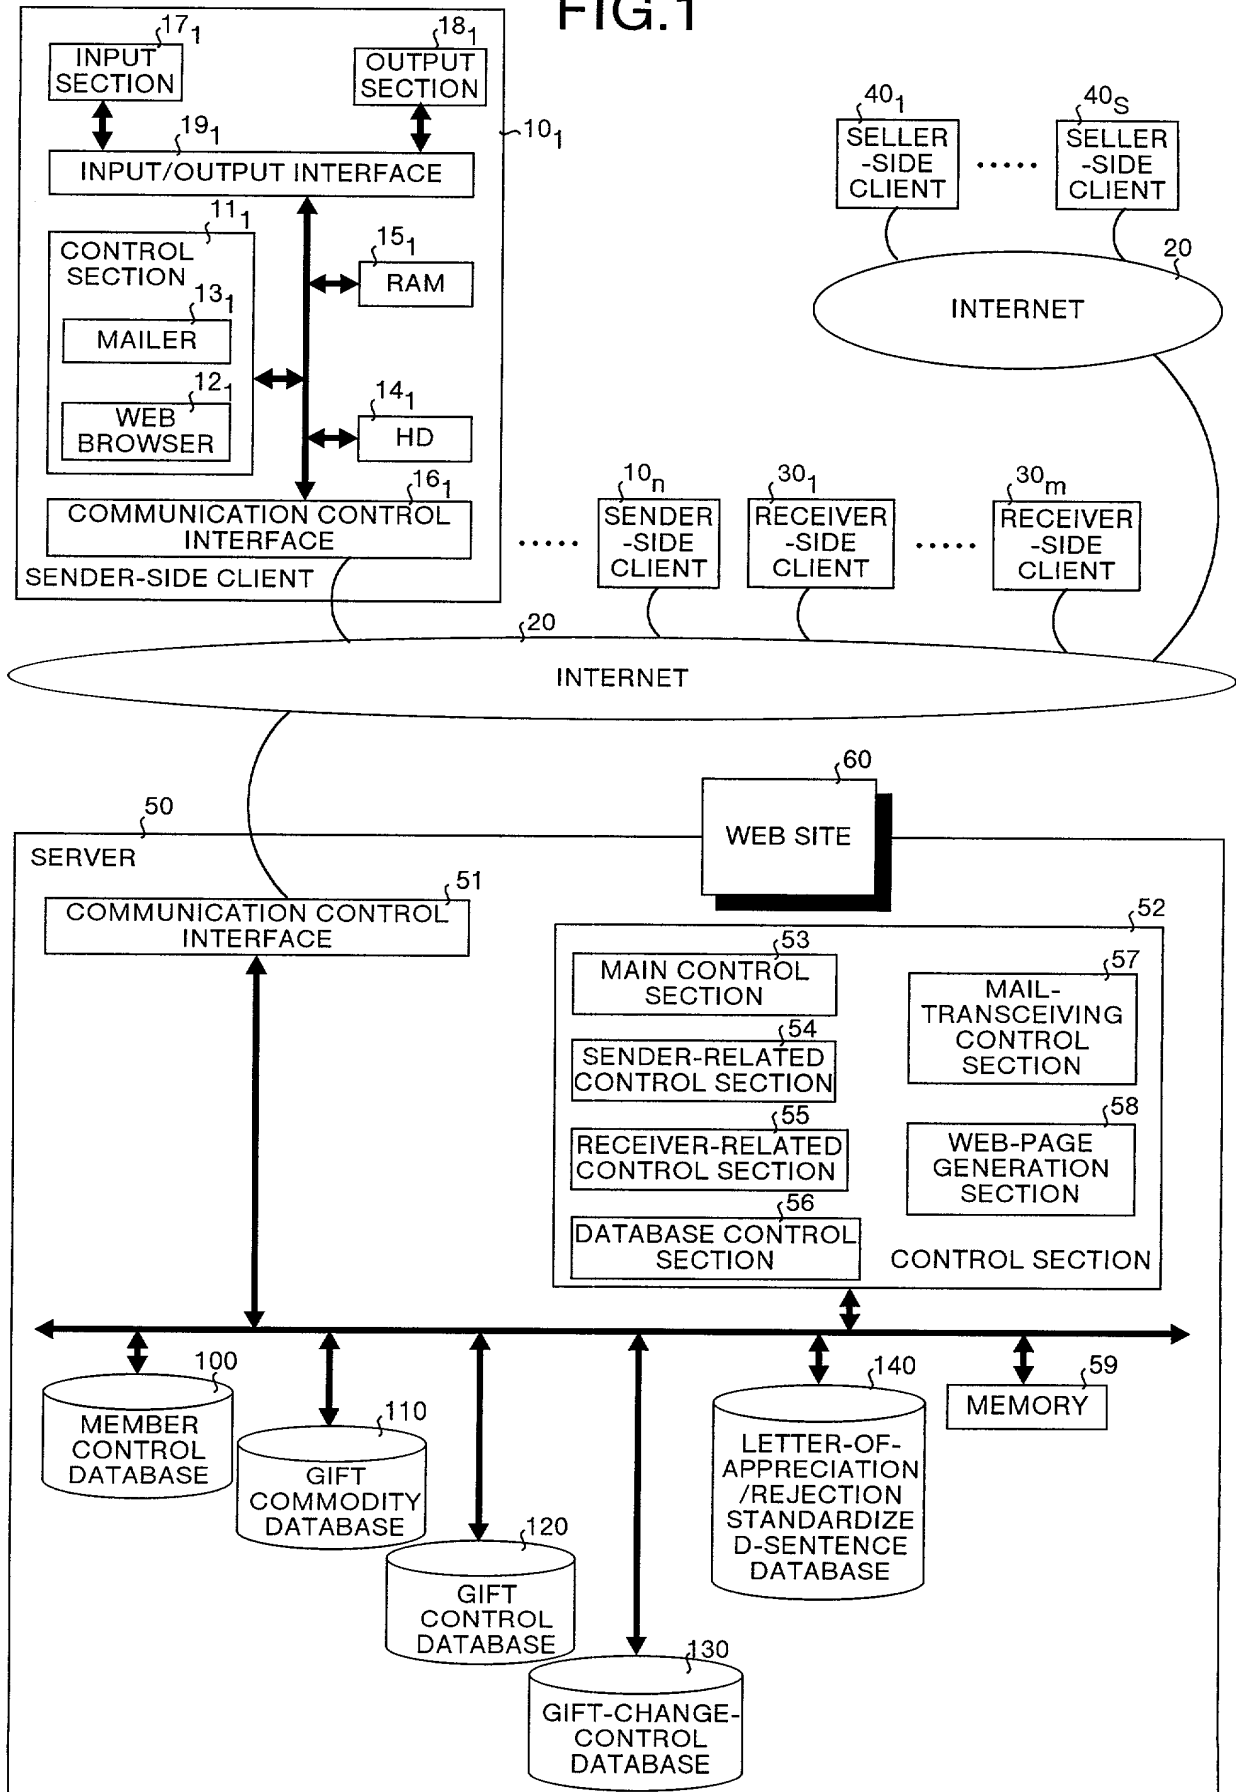 FIG.1
17₁
INPUT
SECTION
18₁
OUTPUT
SECTION
10₁
19₁
INPUT/OUTPUT INTERFACE
11₁
CONTROL
SECTION
15₁
RAM
13₁
MAILER
12₁
WEB
BROWSER
14₁
HD
16₁
COMMUNICATION CONTROL
INTERFACE
SENDER-SIDE CLIENT
40₁
SELLER
-SIDE
CLIENT
.....
40S
SELLER
-SIDE
CLIENT
20
INTERNET
.....
10n
SENDER
-SIDE
CLIENT
30₁
RECEIVER
-SIDE
CLIENT
.....
30m
RECEIVER
-SIDE
CLIENT
20
INTERNET
60
WEB SITE
50
SERVER
51
COMMUNICATION CONTROL
INTERFACE
52
53
MAIN CONTROL
SECTION
54
SENDER-RELATED
CONTROL SECTION
55
RECEIVER-RELATED
CONTROL SECTION
56
DATABASE CONTROL
SECTION
57
MAIL-
TRANSCEIVING
CONTROL
SECTION
58
WEB-PAGE
GENERATION
SECTION
CONTROL SECTION
100
MEMBER
CONTROL
DATABASE
110
GIFT
COMMODITY
DATABASE
120
GIFT
CONTROL
DATABASE
130
GIFT-CHANGE-
CONTROL
DATABASE
140
LETTER-OF-
APPRECIATION
/REJECTION
STANDARDIZE
D-SENTENCE
DATABASE
59
MEMORY